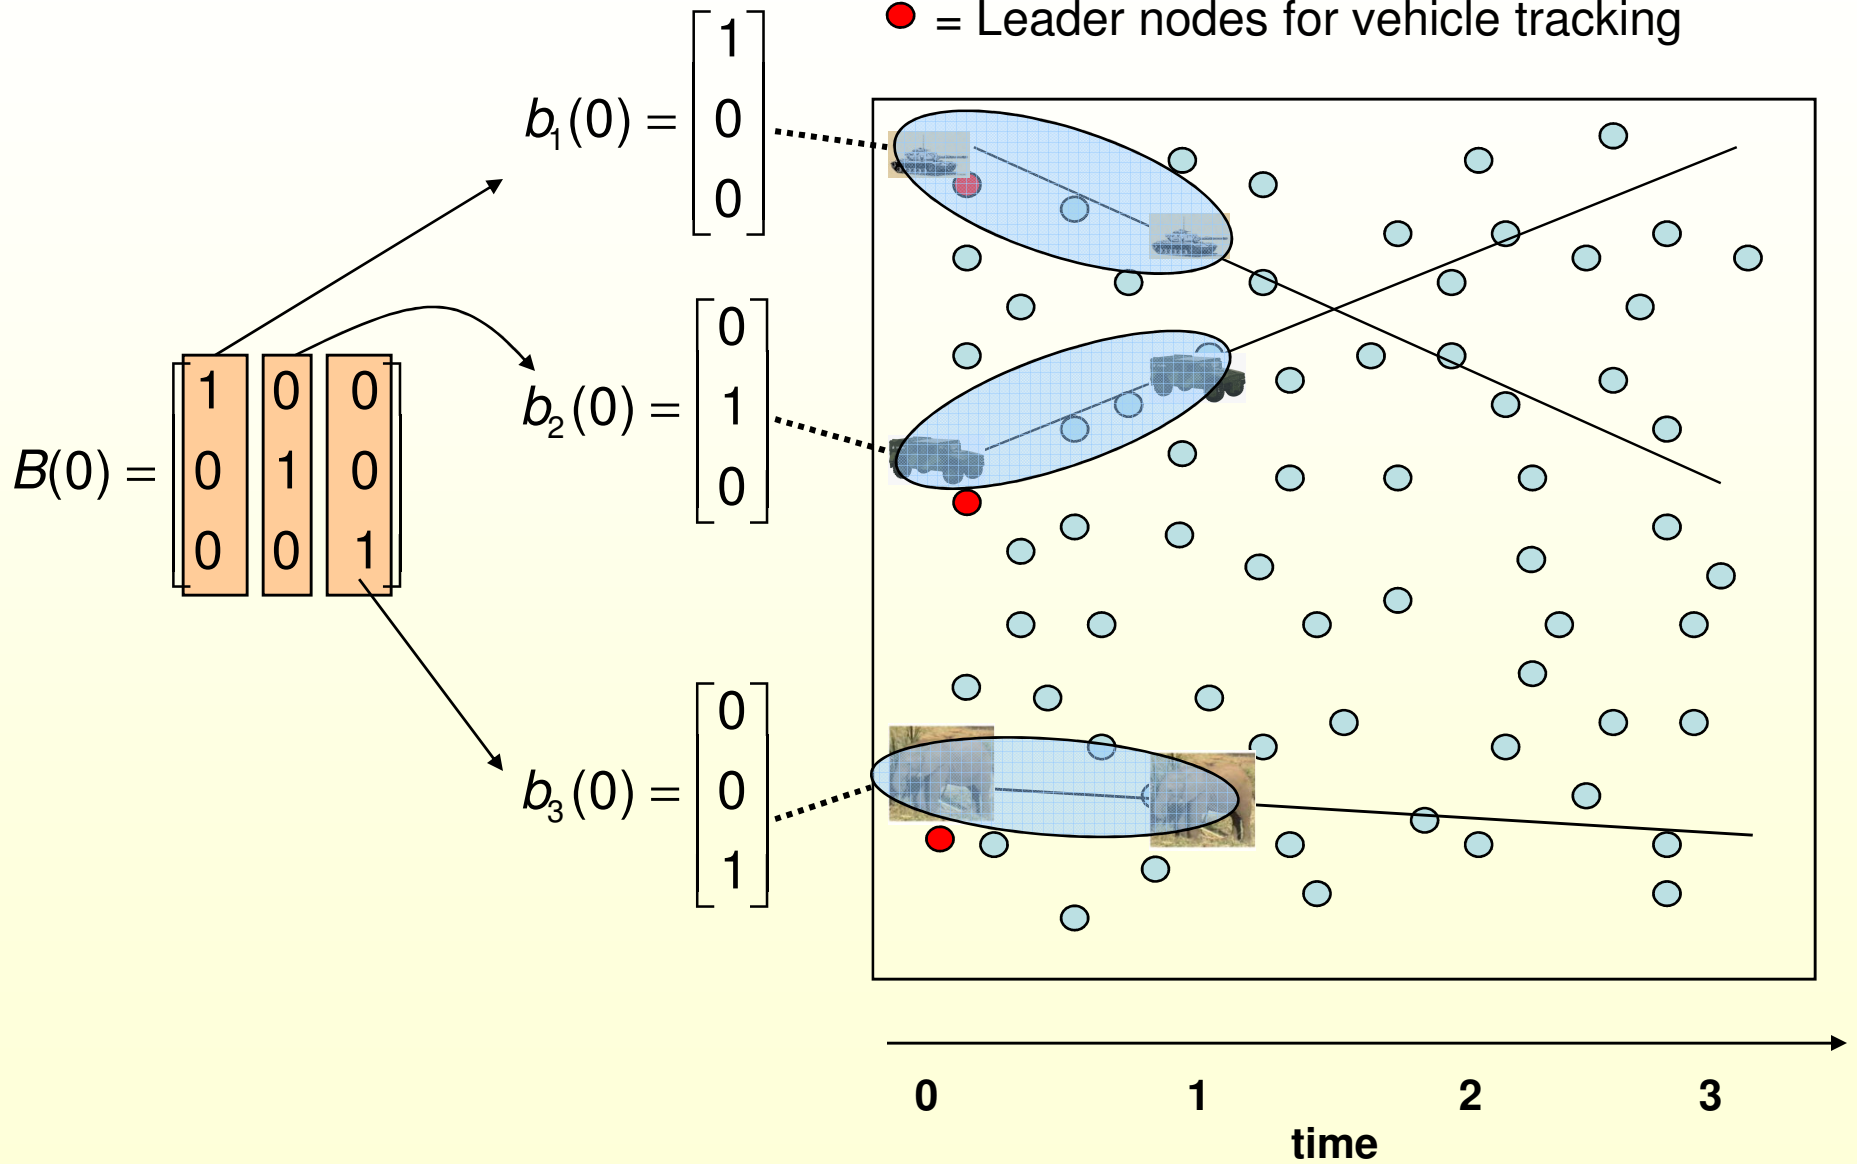 = Leader nodes for vehicle tracking
b₁(0) =
1
0
0
b₂(0) =
0
1
0
B(0) =
1 0 0
0 1 0
0 0 1
b₃(0) =
0
0
1
0 1 2 3
time